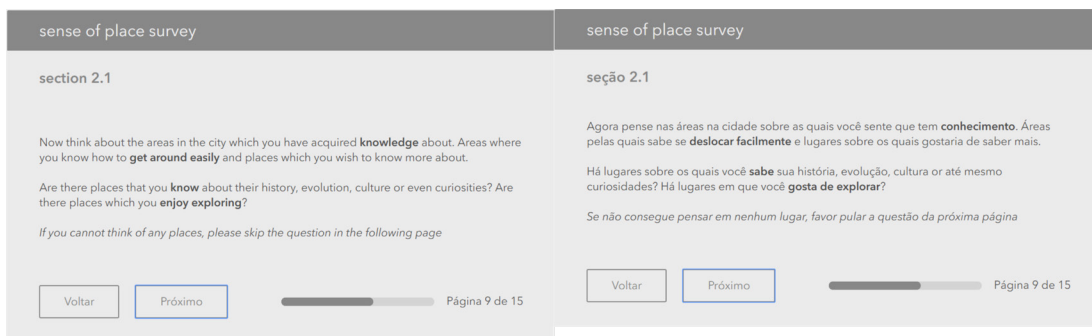 sense of place survey
section 2.1
Now think about the areas in the city which you have acquired knowledge about. Areas where
you know how to get around easily and places which you wish to know more about.
Are there places that you know about their history, evolution, culture or even curiosities? Are
there places which you enjoy exploring?
If you cannot think of any places, please skip the question in the following page
Voltar
Próximo
Página 9 de 15
sense of place survey
seção 2.1
Agora pense nas áreas na cidade sobre as quais você sente que tem conhecimento. Áreas
pelas quais sabe se deslocar facilmente e lugares sobre os quais gostaria de saber mais.
Há lugares sobre os quais você sabe sua história, evolução, cultura ou até mesmo
curiosidades? Há lugares em que você gosta de explorar?
Se não consegue pensar em nenhum lugar, favor pular a questão da próxima página
Voltar
Próximo
Página 9 de 15